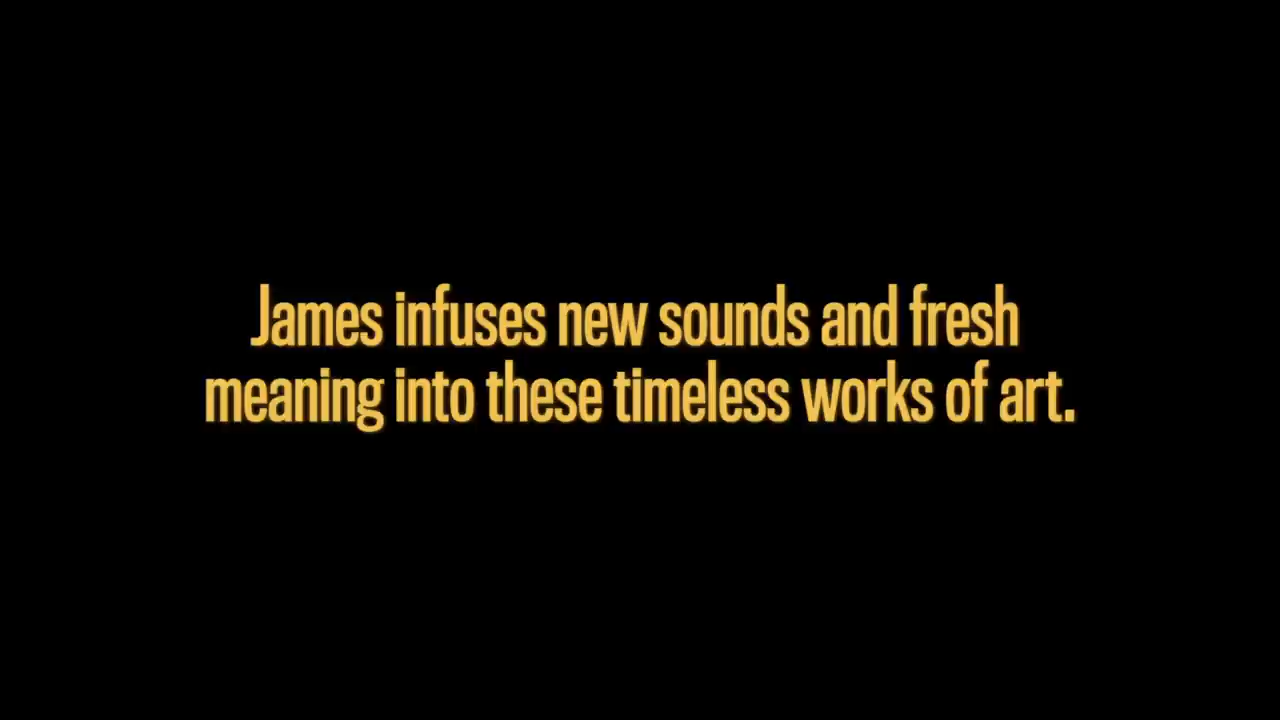 James infuses new sounds and fresh
meaning into these timeless works of art.